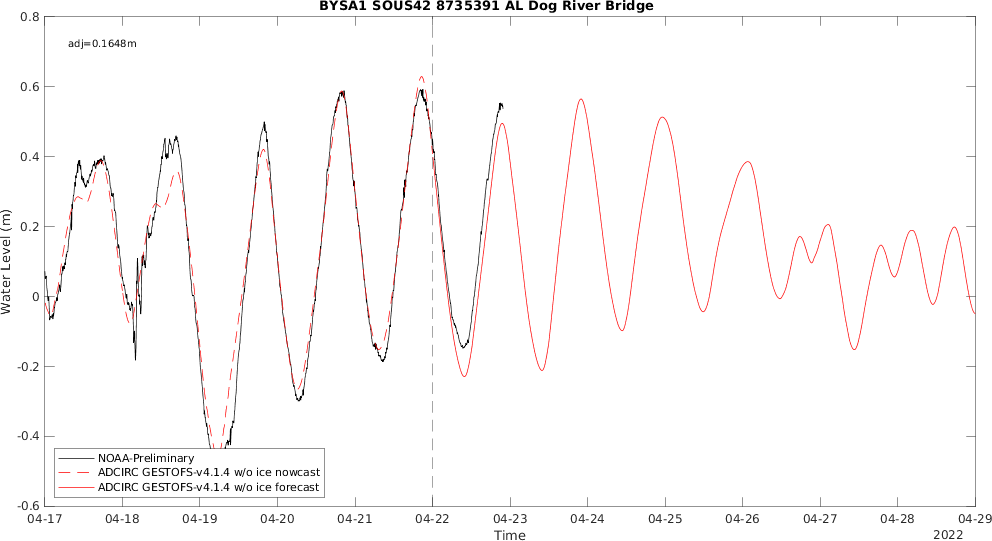 BYSA1 SOUS42 8735391 AL Dog River Bridge
0.8
adj=0.1648m
0.6
0.4
0.2
0
-0.2
-0.4
-0.6
Water Level (m)
NOAA-Preliminary
ADCIRC GESTOFS-v4.1.4 w/o ice nowcast
ADCIRC GESTOFS-v4.1.4 w/o ice forecast
04-17 04-18 04-19 04-20 04-21 04-22 04-23 04-24 04-25 04-26 04-27 04-28 04-29
Time
2022